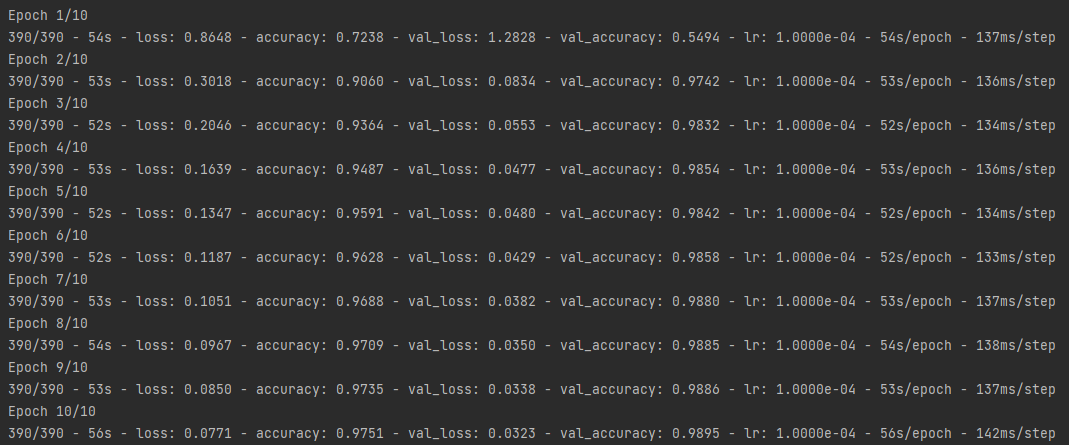 Epoch 1/10
390/390 - 54s - loss: 0.8648 - accuracy: 0.7238 - val_loss: 1.2828 - val_accuracy: 0.5494 - lr: 1.0000e-04 - 54s/epoch - 137ms/step
Epoch 2/10
390/390 - 53s - loss: 0.3018 - accuracy: 0.9060 - val_loss: 0.0834 - val_accuracy: 0.9742 - lr: 1.0000e-04 - 53s/epoch - 136ms/step
Epoch 3/10
390/390 - 52s - loss: 0.2046 - accuracy: 0.9364 - val_loss: 0.0553 - val_accuracy: 0.9832 - lr: 1.0000e-04 - 52s/epoch - 134ms/step
Epoch 4/10
390/390 - 53s - loss: 0.1639 - accuracy: 0.9487 - val_loss: 0.0477 - val_accuracy: 0.9854 - lr: 1.0000e-04 - 53s/epoch - 136ms/step
Epoch 5/10
390/390 - 52s - loss: 0.1347 - accuracy: 0.9591 - val_loss: 0.0480 - val_accuracy: 0.9842 - lr: 1.0000e-04 - 52s/epoch - 134ms/step
Epoch 6/10
390/390 - 52s - loss: 0.1187 - accuracy: 0.9628 - val_loss: 0.0429 - val_accuracy: 0.9858 - lr: 1.0000e-04 - 52s/epoch - 133ms/step
Epoch 7/10
390/390 - 53s - loss: 0.1051 - accuracy: 0.9688 - val_loss: 0.0382 - val_accuracy: 0.9880 - lr: 1.0000e-04 - 53s/epoch - 137ms/step
Epoch 8/10
390/390 - 54s - loss: 0.0967 - accuracy: 0.9709 - val_loss: 0.0350 - val_accuracy: 0.9885 - lr: 1.0000e-04 - 54s/epoch - 138ms/step
Epoch 9/10
390/390 - 53s - loss: 0.0850 - accuracy: 0.9735 - val_loss: 0.0338 - val_accuracy: 0.9886 - lr: 1.0000e-04 - 53s/epoch - 137ms/step
Epoch 10/10
390/390 - 56s - loss: 0.0771 - accuracy: 0.9751 - val_loss: 0.0323 - val_accuracy: 0.9895 - lr: 1.0000e-04 - 56s/epoch - 142ms/step